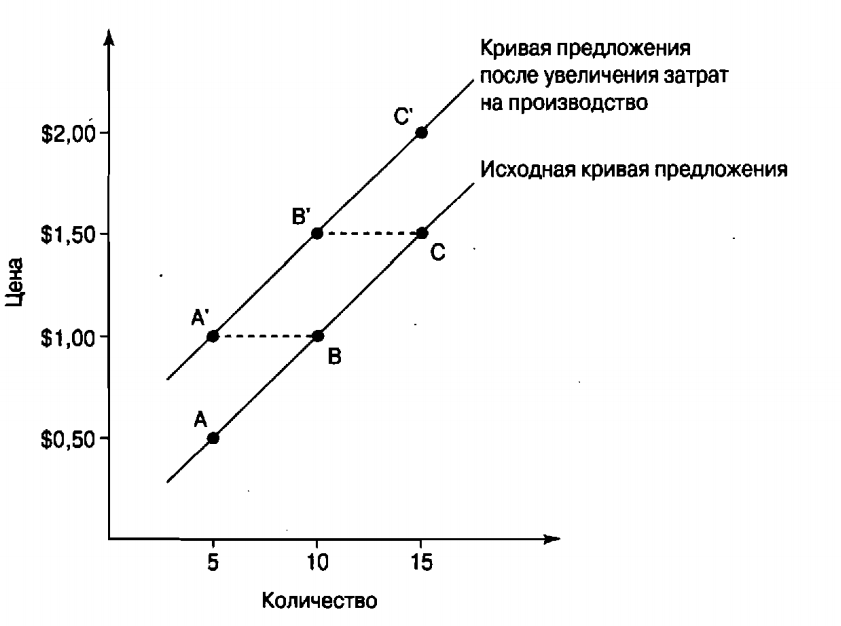 Кривая предложения
после увеличения затрат
на производство
C'
$2,00
Исходная кривая предложения
B'
$1,50
C
Цена
A'
$1,00
B
A
$0,50
5 10 15
Количество